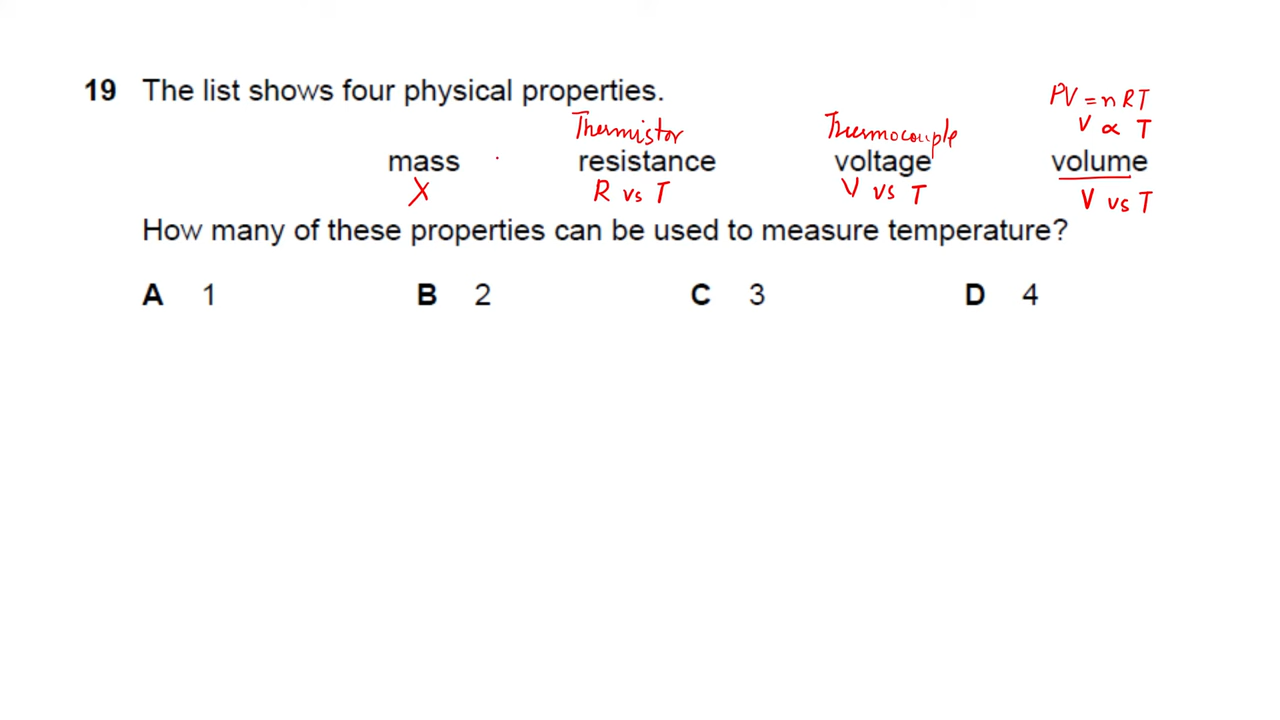 19 The list shows four physical properties.
PV = nRT
V ∝ T
Thermistor Thermocouple
mass resistance voltage volume
X R vs T V vs T V vs T
How many of these properties can be used to measure temperature?
A 1 B 2 C 3 D 4